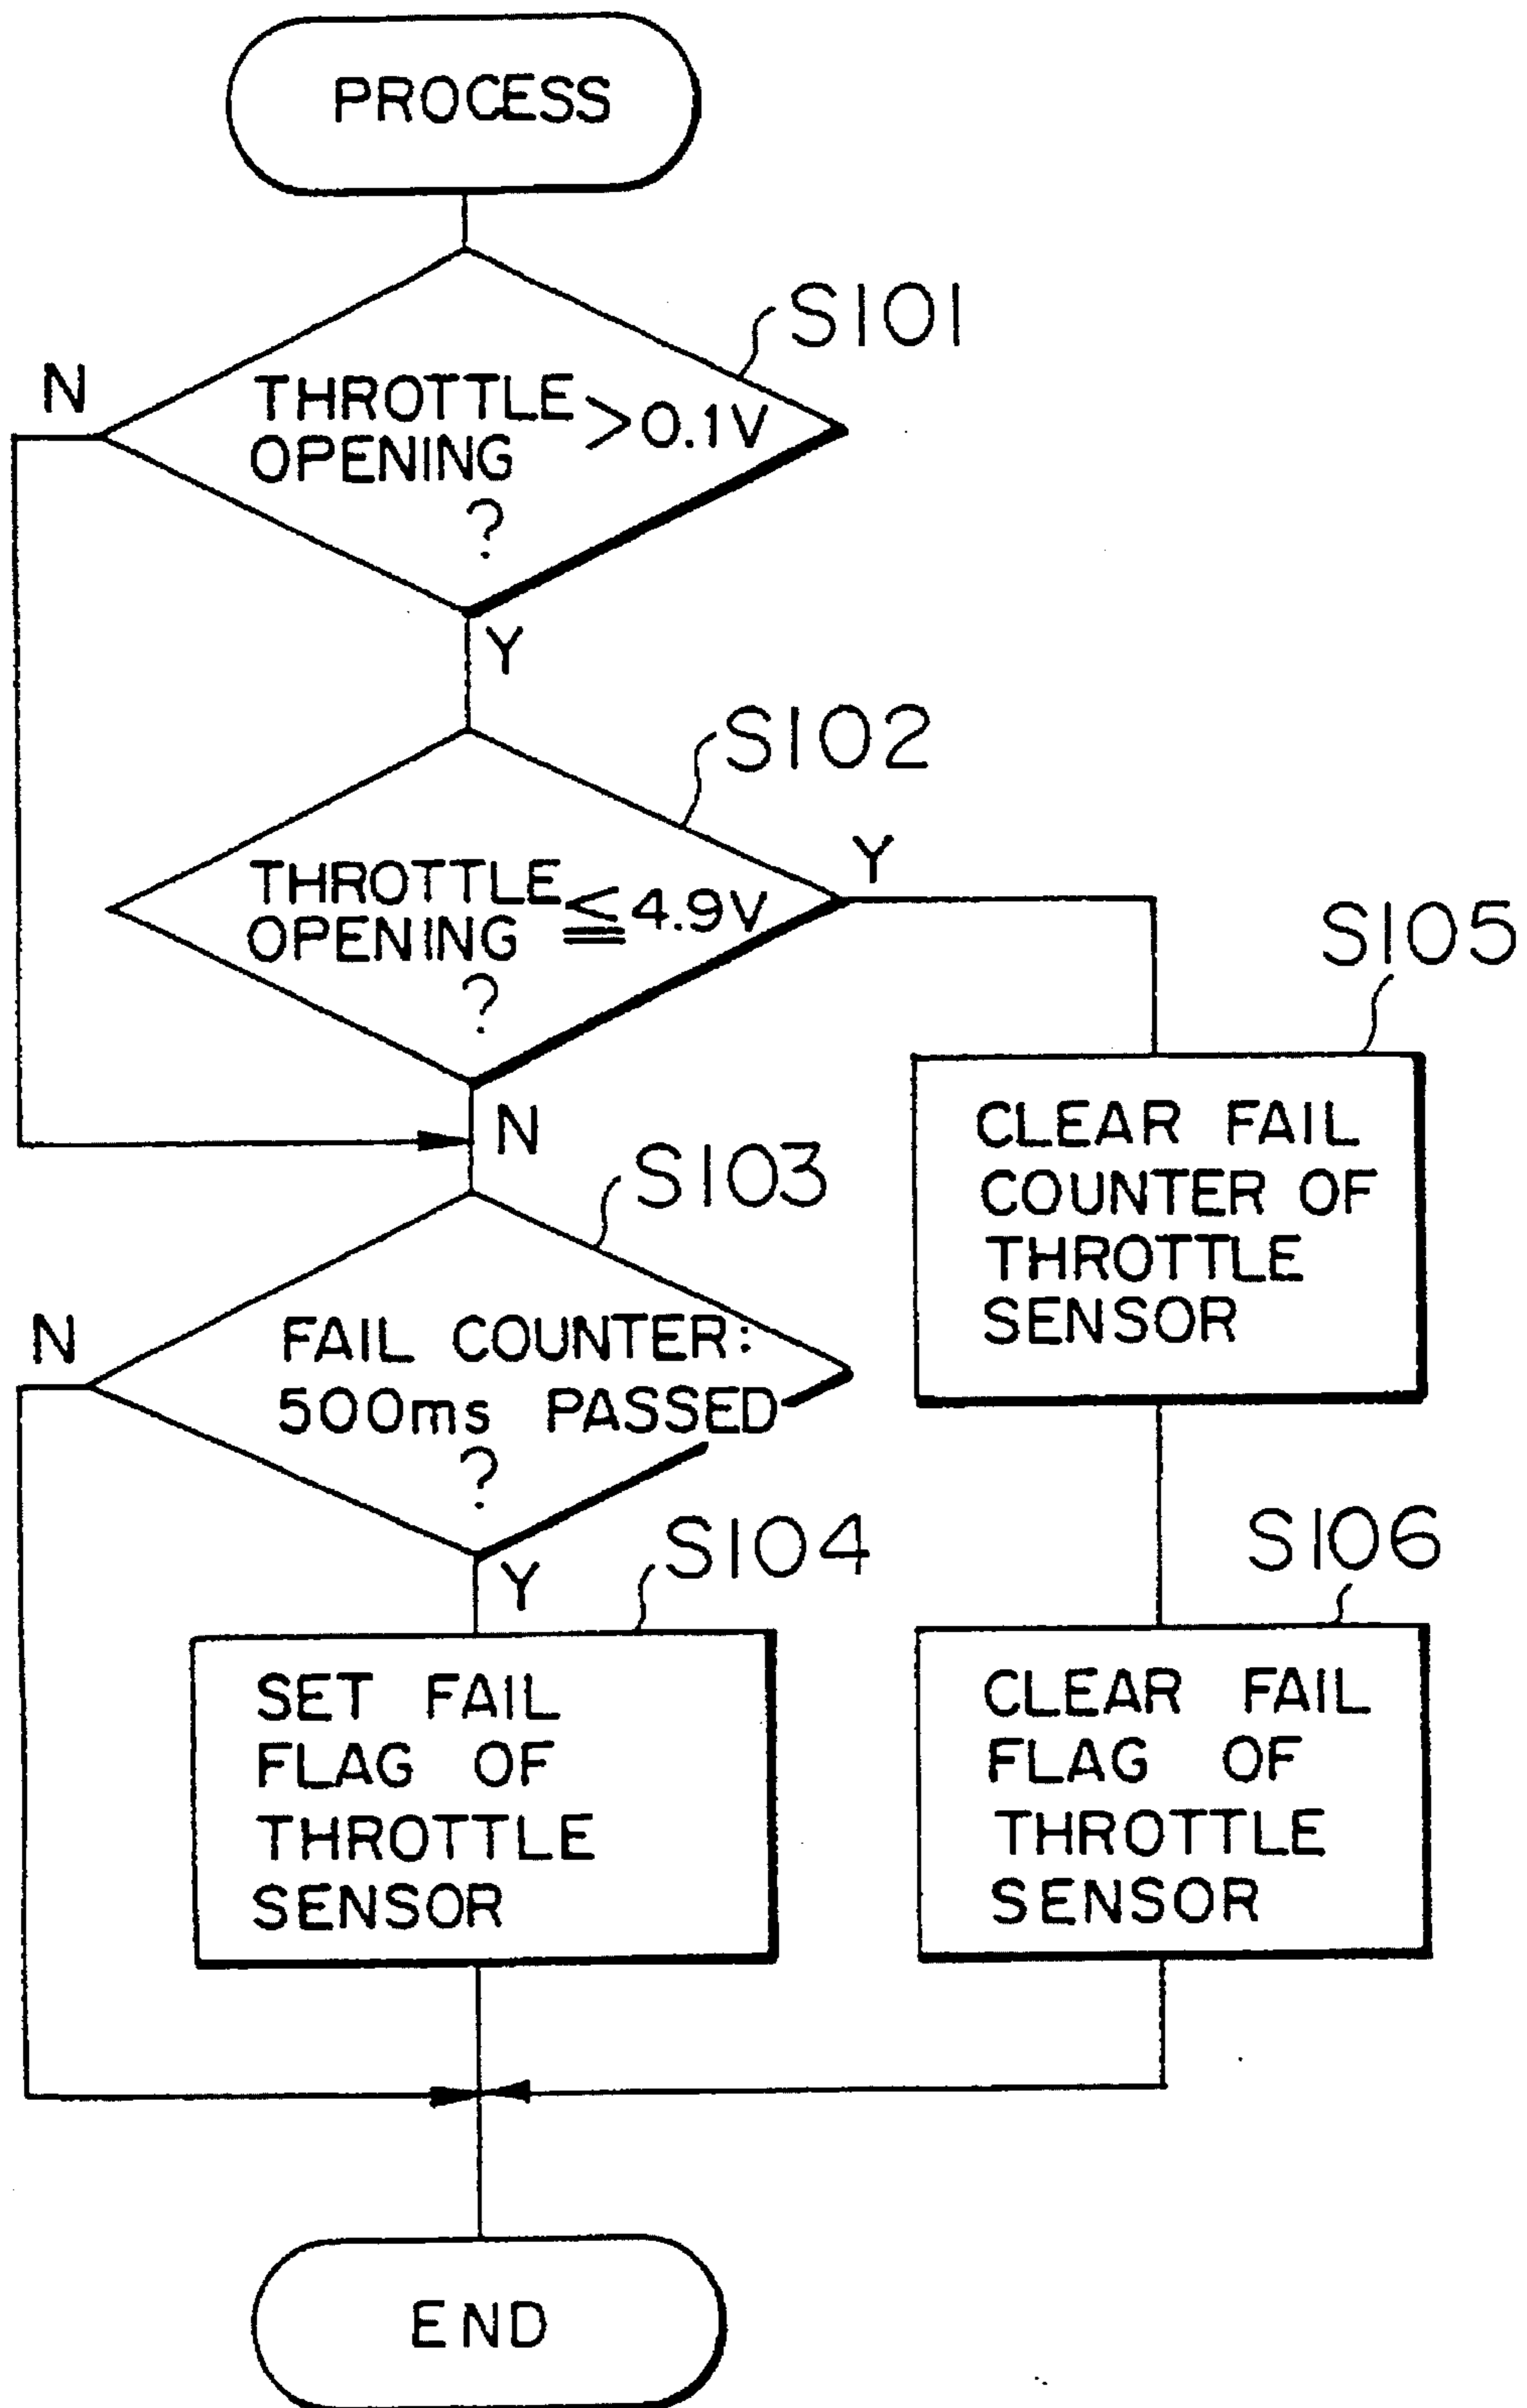 PROCESS
S101
N
THROTTLE
OPENING >0.1V
?
Y
S102
Y
THROTTLE
OPENING ≦4.9V
?
N
S103
N
FAIL COUNTER:
500ms PASSED
?
Y
S104
SET FAIL
FLAG OF
THROTTLE
SENSOR
S105
CLEAR FAIL
COUNTER OF
THROTTLE
SENSOR
S106
CLEAR FAIL
FLAG OF
THROTTLE
SENSOR
END